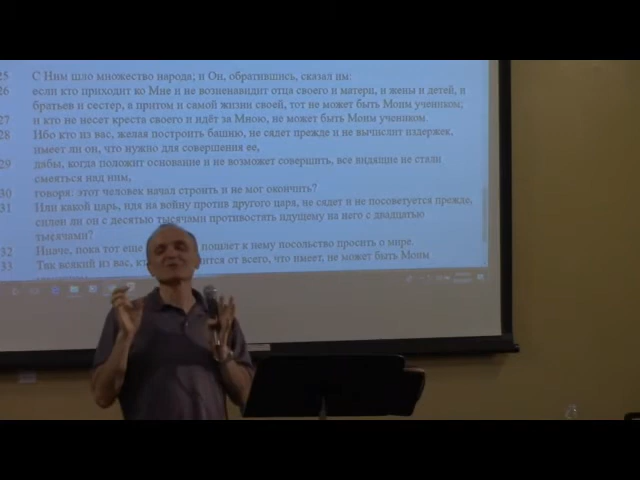 25 С Ним шло множество народа; и Он, обратившись, сказал им:
26 если кто приходит ко Мне и не возненавидит отца своего и матери, и жены и детей, и
братьев и сестер, а притом и самой жизни своей, тот не может быть Моим учеником;
27 и кто не несет креста своего и идёт за Мною, не может быть Моим учеником.
28 Ибо кто из вас, желая построить башню, не сядет прежде и не вычислит издержек,
имеет ли он, что нужно для совершения ее,
29 дабы, когда положит основание и не возможет совершить, все видящие не стали
смеяться над ним,
30 говоря: этот человек начал строить и не мог окончить?
31 Или какой царь, идя на войну против другого царя, не сядет и не посоветуется прежде,
силен ли он с десятью тысячами противостать идущему на него с двадцатью
тысячами?
32 Иначе, пока тот еще пошлет к нему посольство просить о мире.
33 Так всякий из вас, от всего, что имеет, не может быть Моим